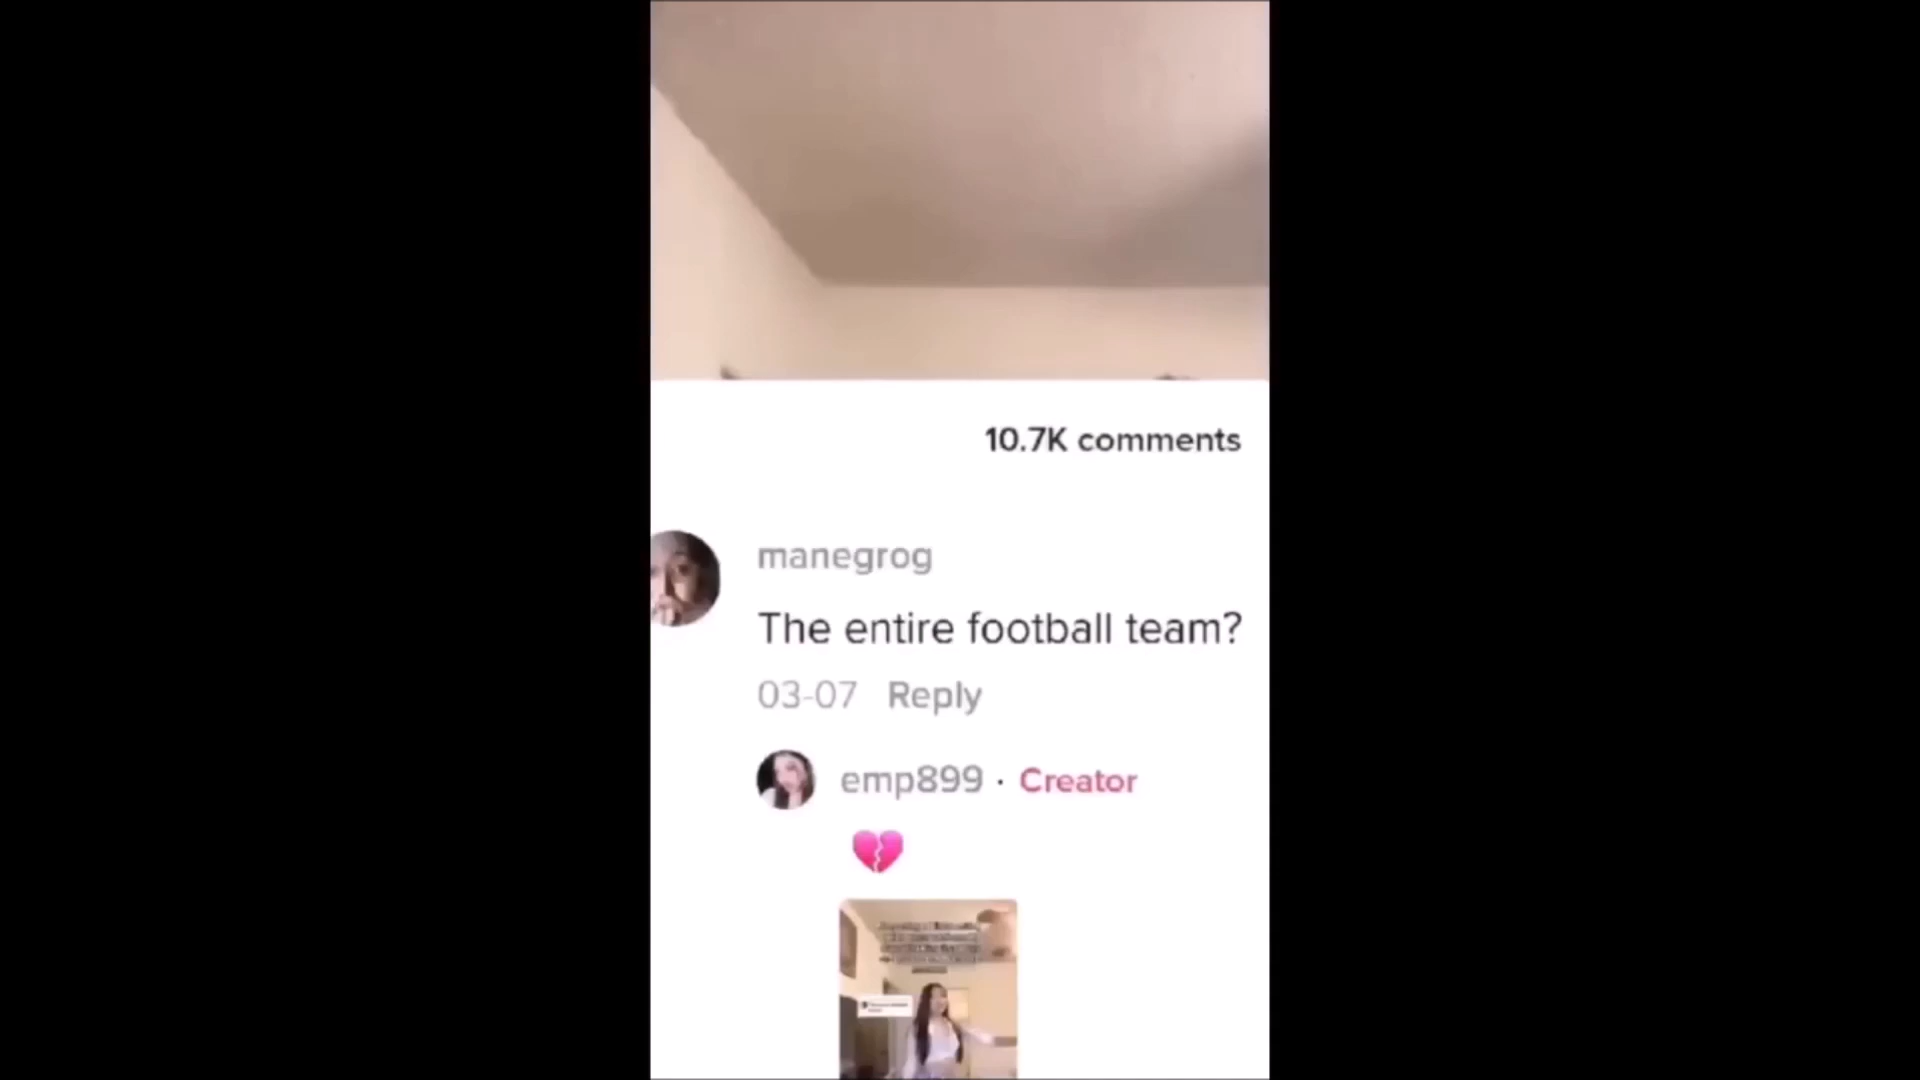 10.7K comments
manegrog
The entire football team?
03-07 Reply
emp899 · Creator
💔